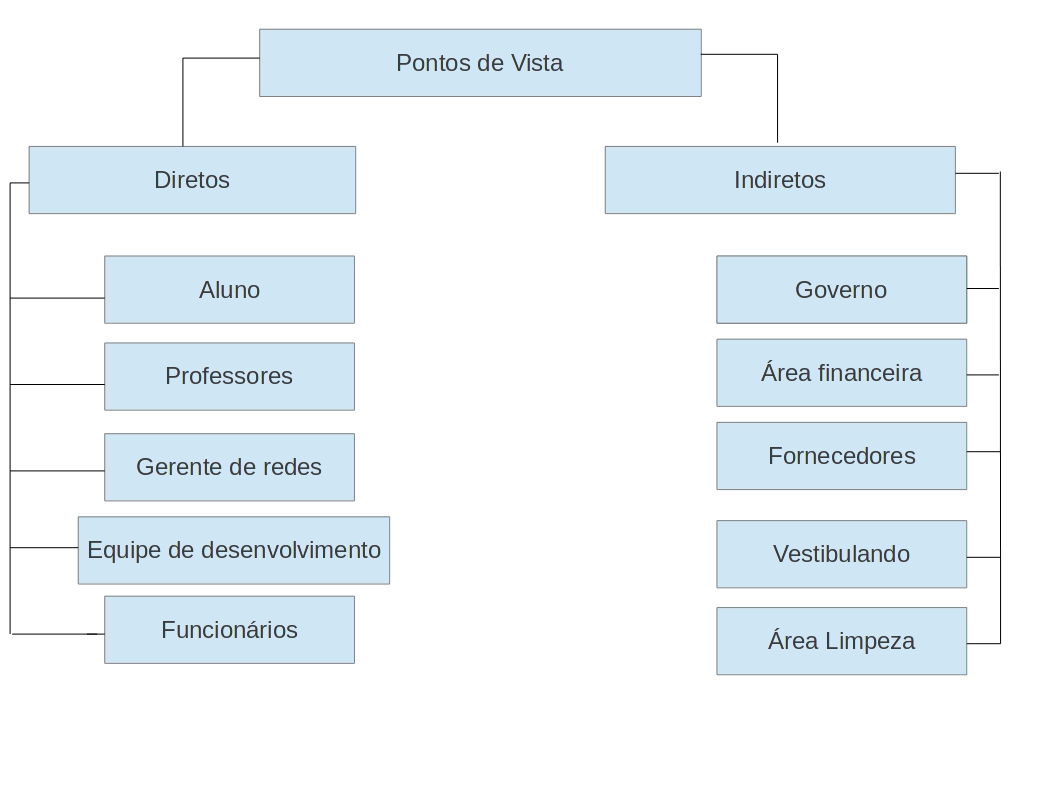 Pontos de Vista
Diretos
Indiretos
Aluno
Governo
Professores
Área financeira
Gerente de redes
Fornecedores
Equipe de desenvolvimento
Vestibulando
Funcionários
Área Limpeza